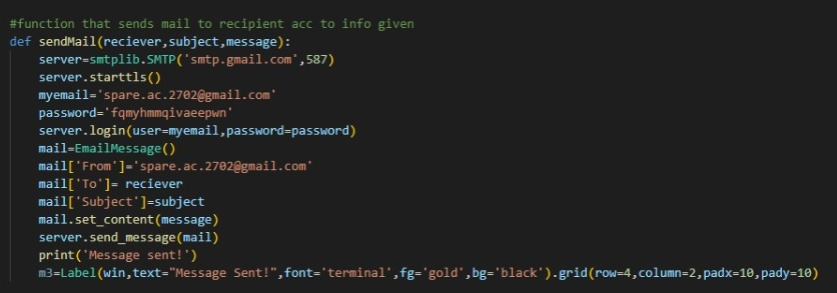 #function that sends mail to recipient acc to info given
def sendMail(reciever,subject,message):
server=smtplib.SMTP('smtp.gmail.com',587)
server.starttls()
myemail='spare.ac.2702@gmail.com'
password='fqmyhmmqivaeepwn'
server.login(user=myemail,password=password)
mail=EmailMessage()
mail['From']='spare.ac.2702@gmail.com'
mail['To']= reciever
mail['Subject']=subject
mail.set_content(message)
server.send_message(mail)
print('Message sent!')
m3=Label(win,text="Message Sent!",font='terminal',fg='gold',bg='black').grid(row=4,column=2,padx=10,pady=10)